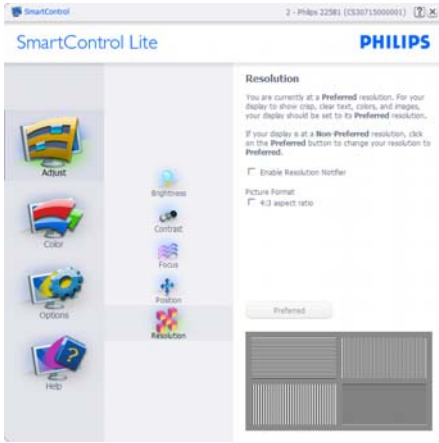 SmartControl
2 - Philips 225B1 (CS30715000001)
SmartControl Lite
PHILIPS
Adjust
Color
Options
Help
Brightness
Contrast
Focus
Position
Resolution
Resolution
You are currently at a Preferred resolution. For your
display to show crisp, clear text, colors, and images,
your display should be set to its Preferred resolution.
If your display is at a Non-Preferred resolution, click
on the Preferred button to change your resolution to
Preferred.
Enable Resolution Notifier
Picture Format
4:3 aspect ratio
Preferred